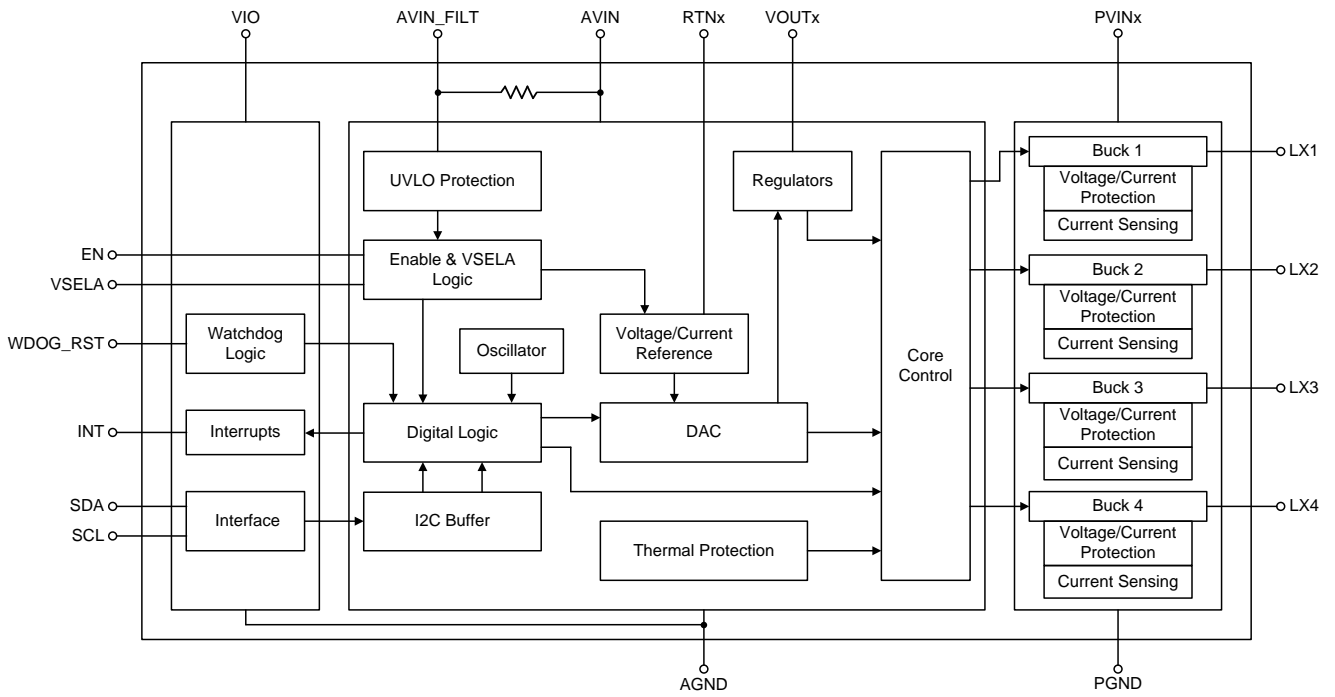 VIO
AVIN_FILT
AVIN
RTNx
VOUTx
PVINx
UVLO Protection
Regulators
Buck 1
LX1
Voltage/Current
Protection
Current Sensing
EN
VSELA
Enable & VSELA
Logic
Buck 2
LX2
Voltage/Current
Protection
Current Sensing
WDOG_RST
Watchdog
Logic
Oscillator
Voltage/Current
Reference
Core
Control
Buck 3
LX3
Voltage/Current
Protection
Current Sensing
INT
Interrupts
Digital Logic
DAC
SDA
SCL
Interface
I2C Buffer
Thermal Protection
Buck 4
LX4
Voltage/Current
Protection
Current Sensing
AGND
PGND